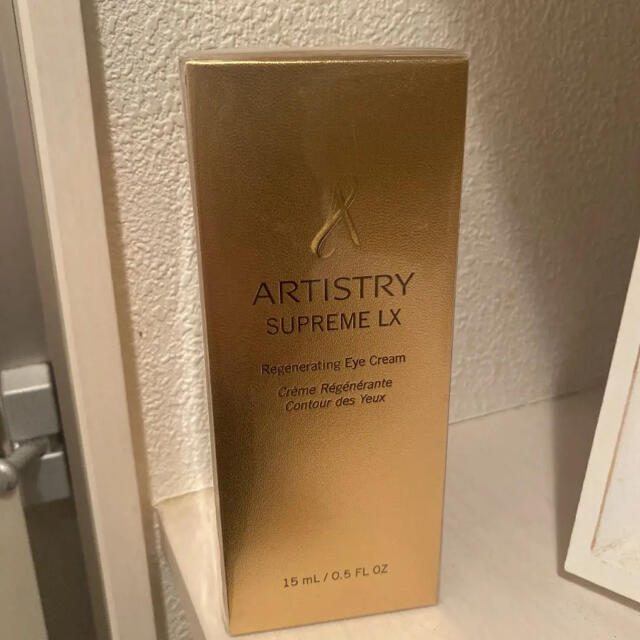 ARTISTRY
SUPREME LX
Regenerating Eye Cream
Crème Régénérante
Contour des Yeux
15 mL / 0.5 FL OZ